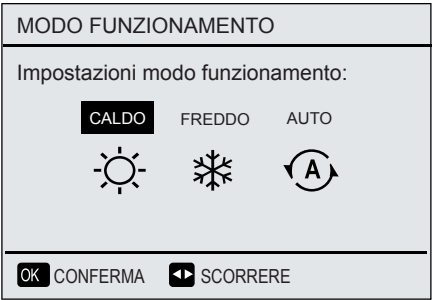 MODO FUNZIONAMENTO
Impostazioni modo funzionamento:
CALDO FREDDO AUTO
A
OK CONFERMA SCORRERE